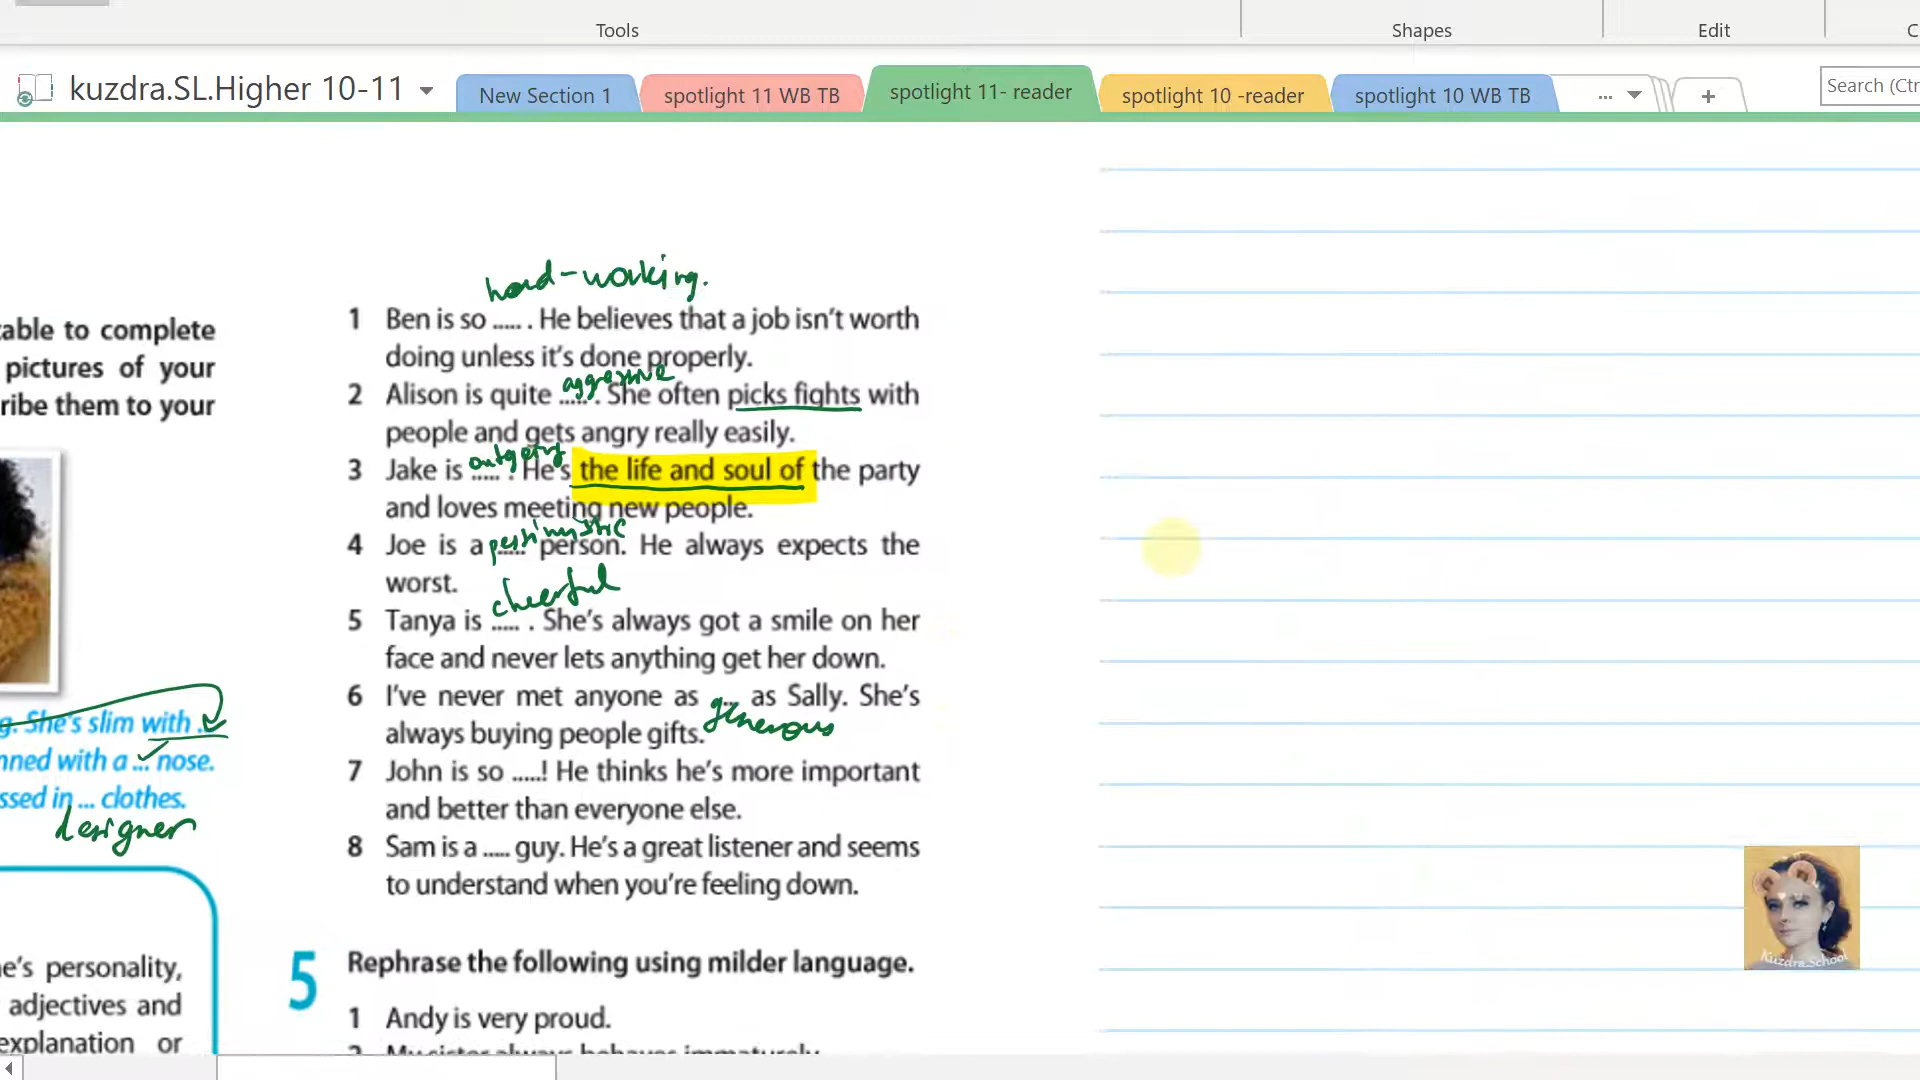 Tools
Shapes
Edit
C
kuzdra.SL.Higher 10-11
New Section 1
spotlight 11 WB TB
spotlight 11- reader
spotlight 10 -reader
spotlight 10 WB TB
...
+
Search (Ctr
table to complete
pictures of your
ribe them to your
g. She's slim with ...
nned with a ... nose.
ssed in ... clothes.
designer
e's personality,
adjectives and
explanation or
hard-working.
1 Ben is so ..... . He believes that a job isn't worth
doing unless it's done properly.
aggressive
2 Alison is quite ..... . She often picks fights with
people and gets angry really easily.
outgoing
3 Jake is ..... . He's the life and soul of the party
and loves meeting new people.
pessimistic
4 Joe is a ..... person. He always expects the
worst.
cheerful
5 Tanya is ..... . She's always got a smile on her
face and never lets anything get her down.
6 I've never met anyone as ..... as Sally. She's
generous
always buying people gifts.
7 John is so .....! He thinks he's more important
and better than everyone else.
8 Sam is a ..... guy. He's a great listener and seems
to understand when you're feeling down.
5 Rephrase the following using milder language.
1 Andy is very proud.
2 My sister always behaves immaturely.
Kuzdra.School